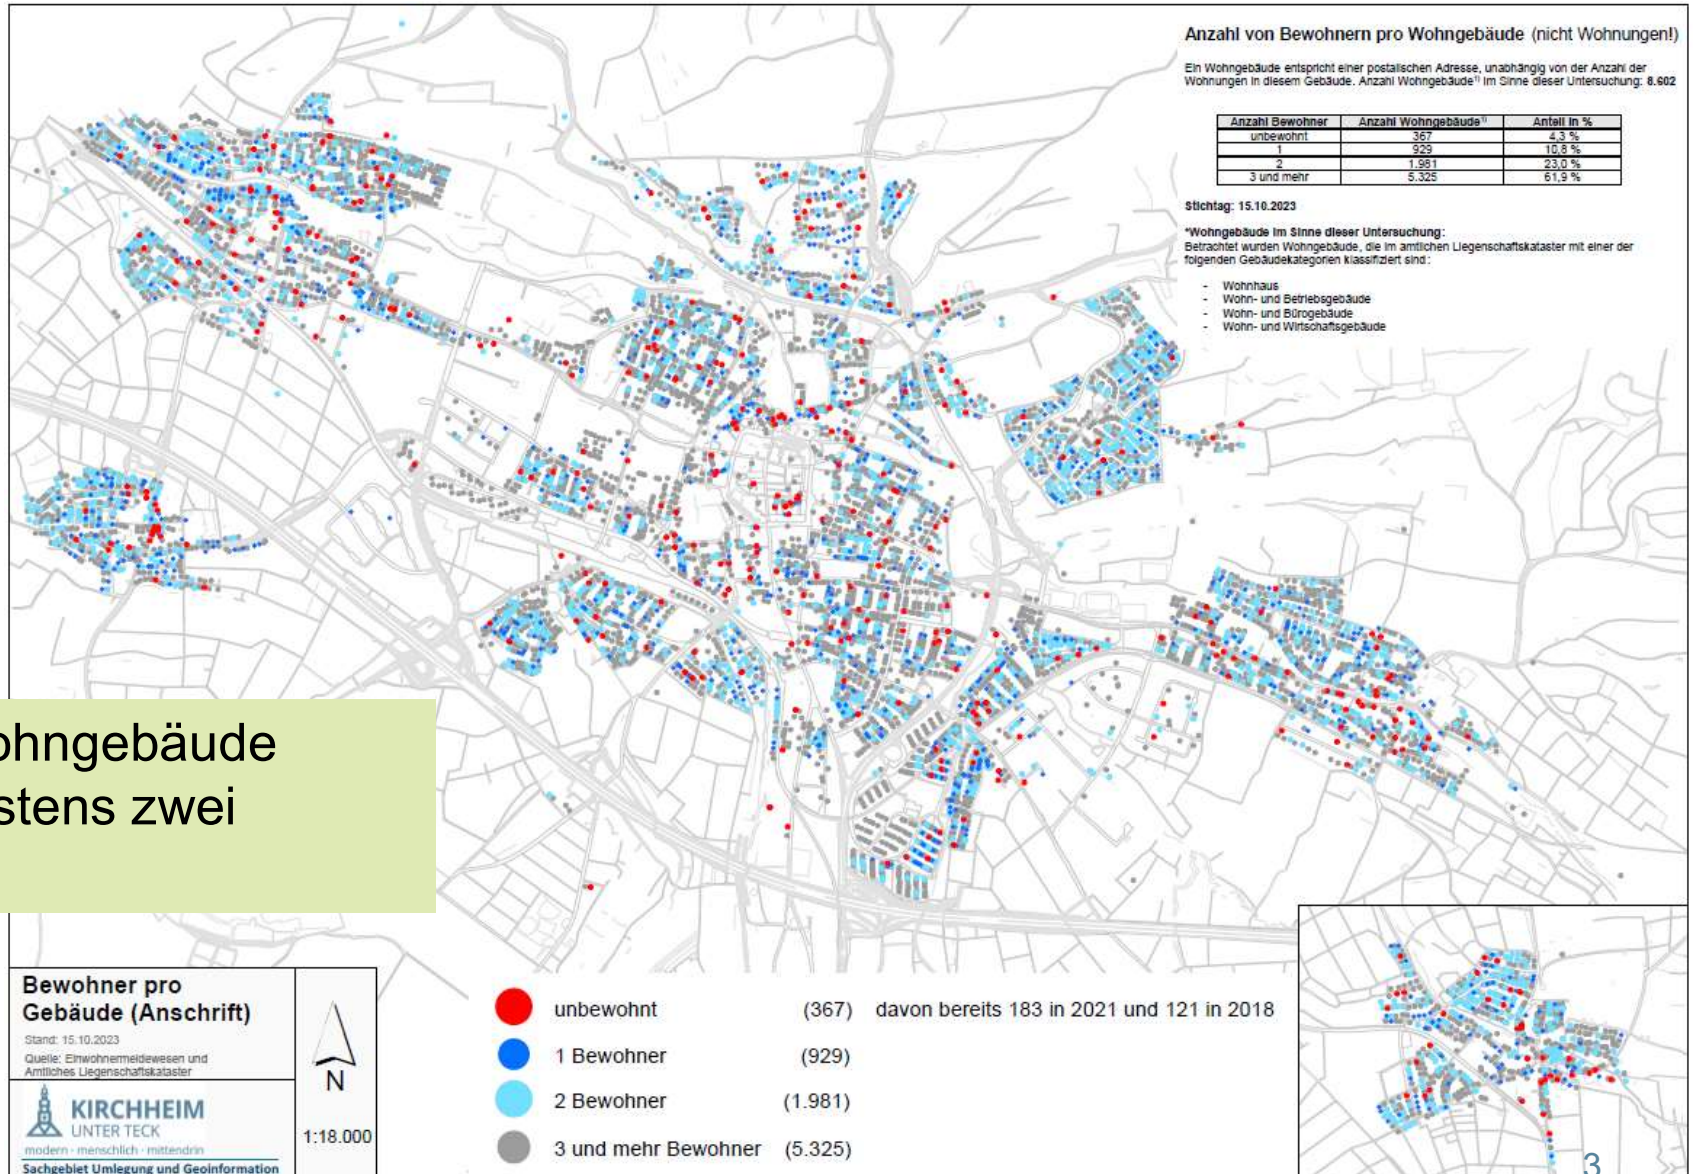 Anzahl von Bewohnern pro Wohngebäude (nicht Wohnungen!)
Ein Wohngebäude entspricht einer postalischen Adresse, unabhängig von der Anzahl der
Wohnungen in diesem Gebäude. Anzahl Wohngebäude¹⁾ im Sinne dieser Untersuchung: 8.602
Anzahl Bewohner Anzahl Wohngebäude¹⁾ Anteil in %
unbewohnt 367 4,3 %
1 929 10,8 %
2 1.981 23,0 %
3 und mehr 5.325 61,9 %
Stichtag: 15.10.2023
*Wohngebäude im Sinne dieser Untersuchung:
Betrachtet wurden Wohngebäude, die im amtlichen Liegenschaftskataster mit einer der
folgenden Gebäudekategorien klassifiziert sind:
- Wohnhaus
- Wohn- und Betriebsgebäude
- Wohn- und Bürogebäude
- Wohn- und Wirtschaftsgebäude
ohngebäude
stens zwei
Bewohner pro
Gebäude (Anschrift)
Stand: 15.10.2023
Quelle: Einwohnermeldewesen und
Amtliches Liegenschaftskataster
KIRCHHEIM
UNTER TECK
modern - menschlich - mittendrin
Sachgebiet Umlegung und Geoinformation
N
1:18.000
unbewohnt (367) davon bereits 183 in 2021 und 121 in 2018
1 Bewohner (929)
2 Bewohner (1.981)
3 und mehr Bewohner (5.325)
3